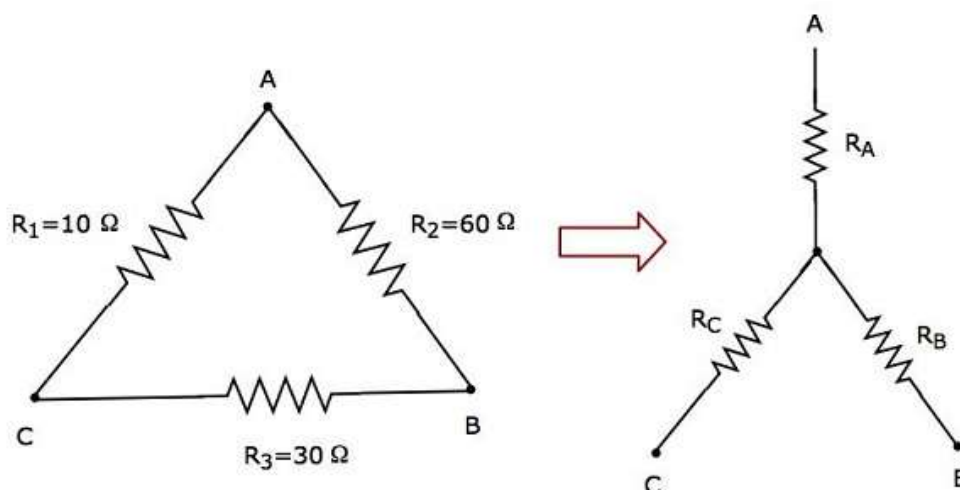 A
R1=10 Ω
R2=60 Ω
C
B
R3=30 Ω
A
RA
RC
RB
C
B